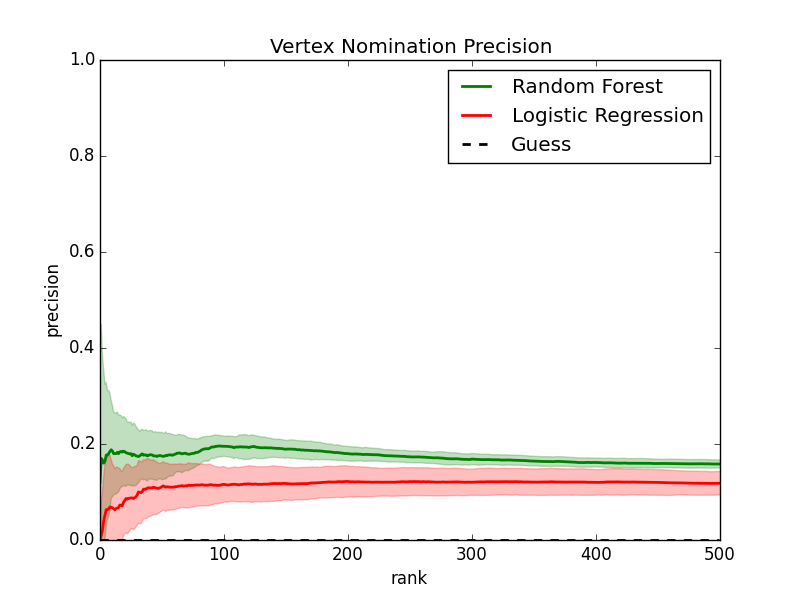 Vertex Nomination Precision
1.0
0.8
0.6
0.4
0.2
0.0
precision
Random Forest
Logistic Regression
Guess
0 100 200 300 400 500
rank